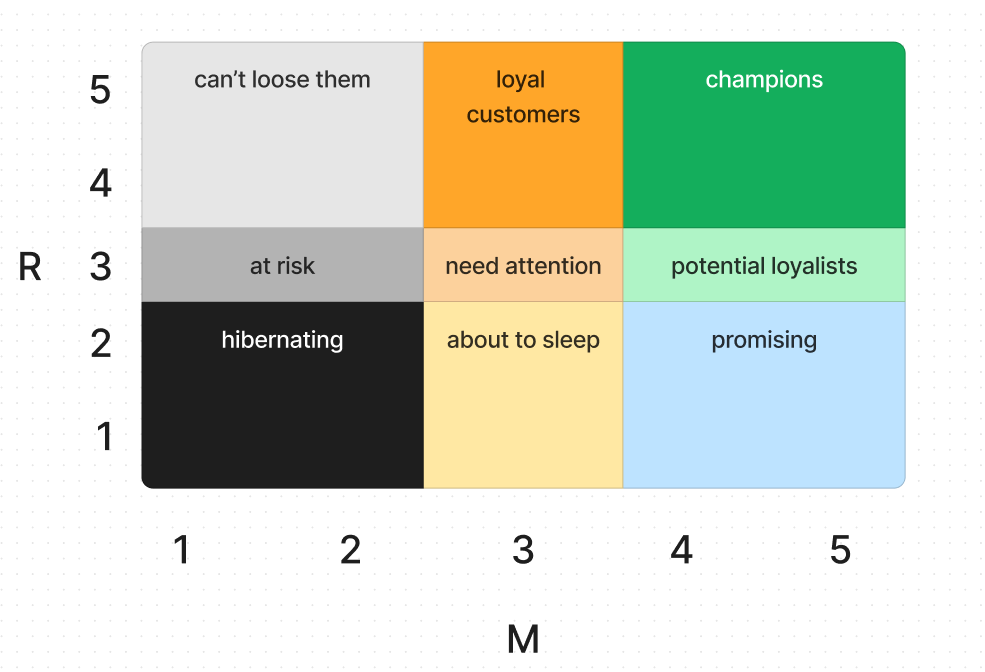 5
can’t loose them
loyal
customers
champions
4
R
3
at risk
need attention
potential loyalists
2
hibernating
about to sleep
promising
1
1
2
3
4
5
M